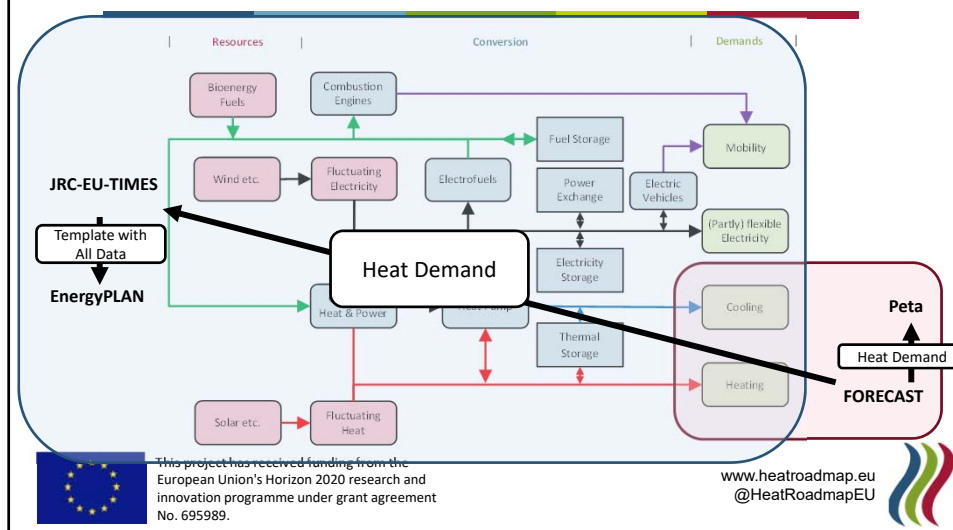 Resources
Conversion
Demands
Bioenergy
Fuels
Combustion
Engines
Fuel Storage
Mobility
JRC-EU-TIMES
Wind etc.
Fluctuating
Electricity
Electrofuels
Power
Exchange
Electric
Vehicles
Template with
All Data
(Partly) flexible
Electricity
Heat Demand
EnergyPLAN
Electricity
Storage
Heat & Power
Heat Pump
Cooling
Peta
Thermal
Storage
Heat Demand
Heating
FORECAST
Solar etc.
Fluctuating
Heat
This project has received funding from the
European Union's Horizon 2020 research and
innovation programme under grant agreement
No. 695989.
www.heatroadmap.eu
@HeatRoadmapEU